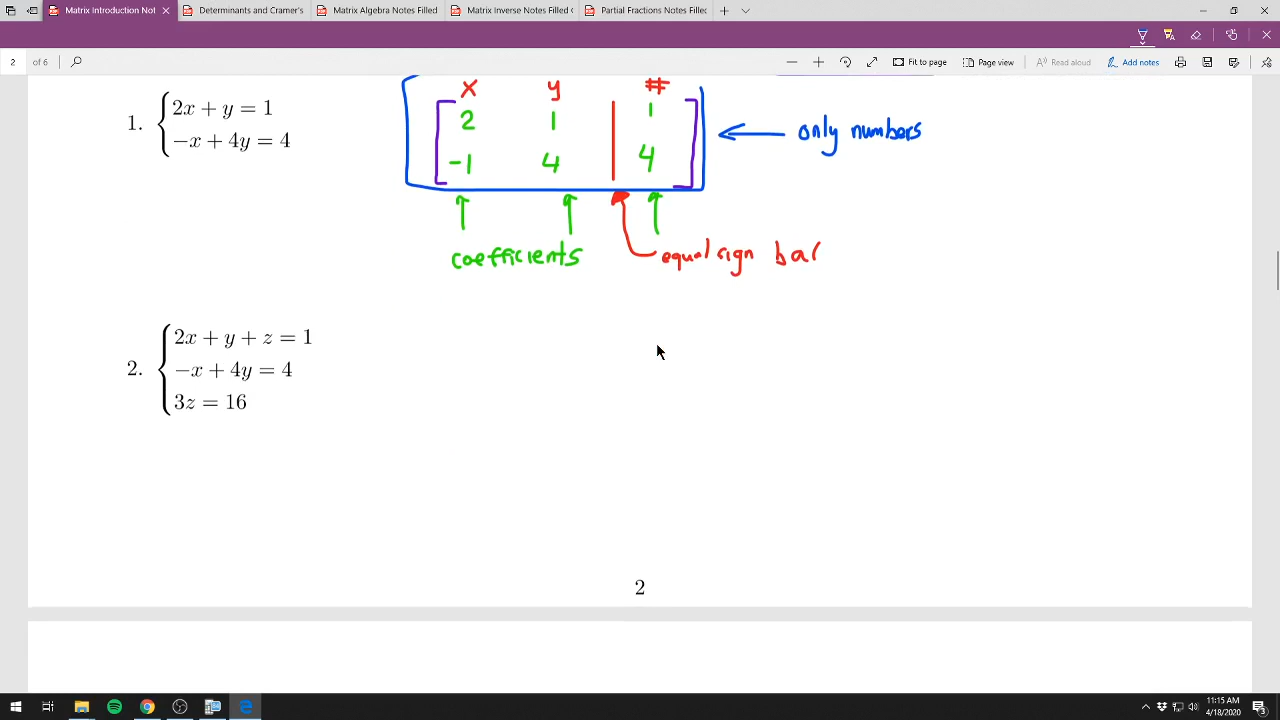 Matrix Introduction Not
Determinants and Cramer's
Matrix Algebra Notes Filled
Matrix Inverse Notes Filled
Partial Fractions Notes Filled
2 of 6
Fit to page
Page view
Read aloud
Add notes
x y #
1. 2x + y = 1
−x + 4y = 4
2 1 | 1
-1 4 | 4
← only numbers
coefficients
equal sign bar
2. 2x + y + z = 1
−x + 4y = 4
3z = 16
2
11:15 AM
4/18/2020
3